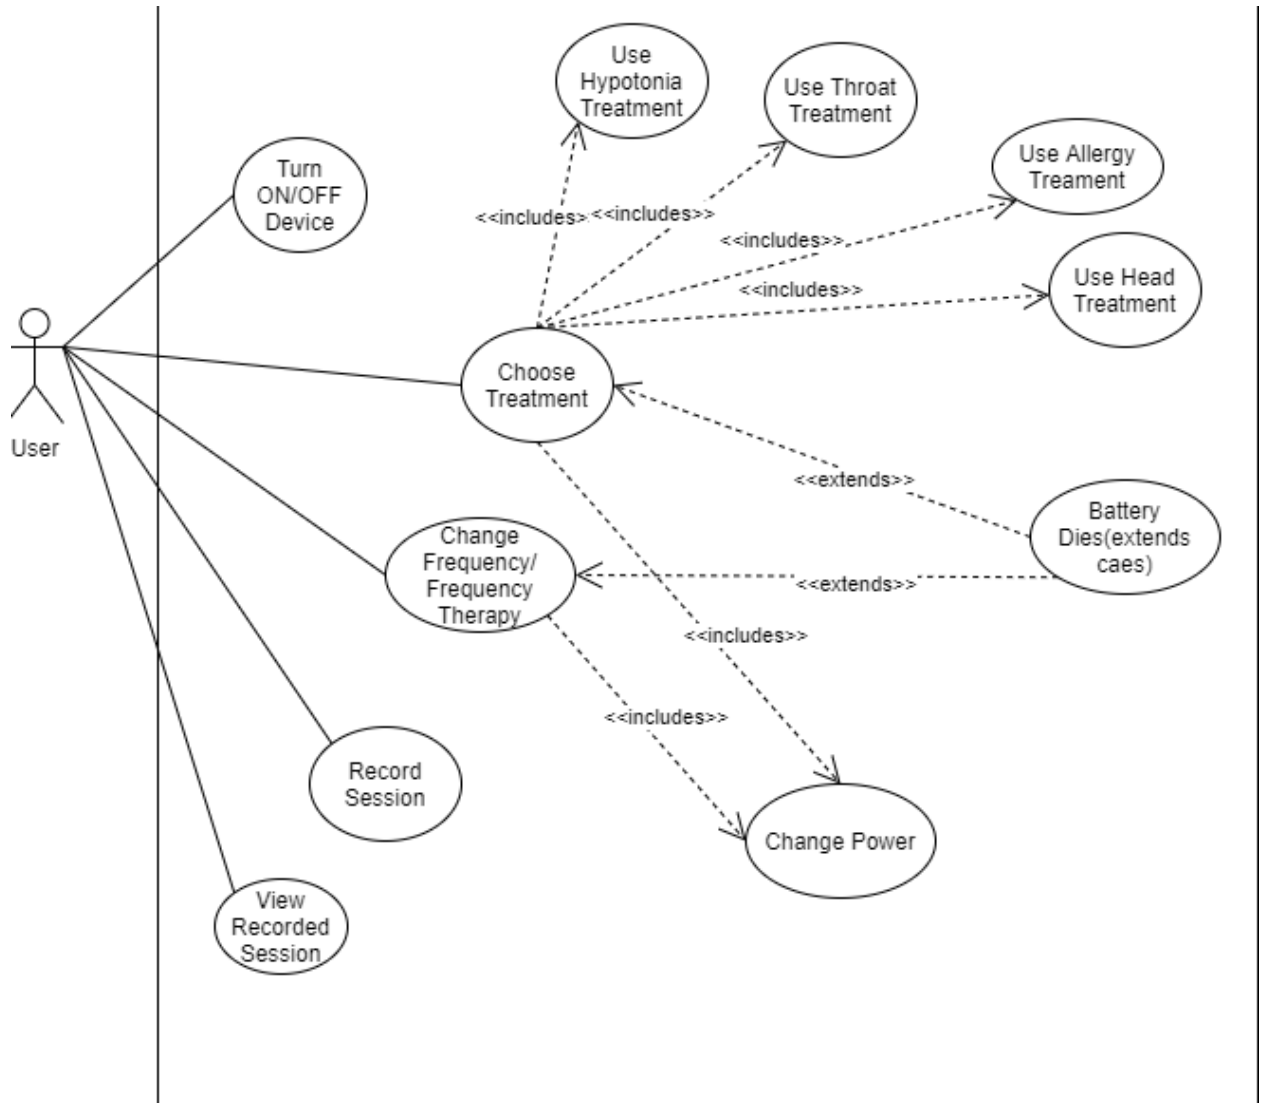 Use
Hypotonia
Treatment
Use Throat
Treatment
Use Allergy
Treament
Use Head
Treatment
Turn
ON/OFF
Device
<<includes>
<<includes>>
<<includes>>
<<includes>>
User
Choose
Treatment
<<extends>>
Battery
Dies(extends
caes)
Change
Frequency/
Frequency
Therapy
<<extends>>
<<includes>>
<<includes>>
Record
Session
Change Power
View
Recorded
Session